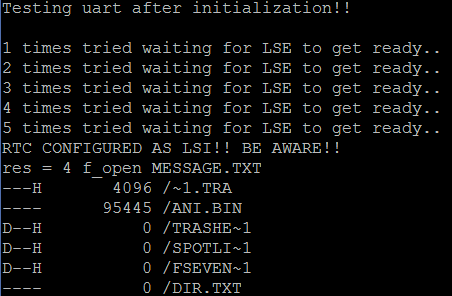 Testing uart after initialization!!
1 times tried waiting for LSE to get ready..
2 times tried waiting for LSE to get ready..
3 times tried waiting for LSE to get ready..
4 times tried waiting for LSE to get ready..
5 times tried waiting for LSE to get ready..
RTC CONFIGURED AS LSI!! BE AWARE!!
res = 4 f_open MESSAGE.TXT
---H       4096 /~1.TRA
----      95445 /ANI.BIN
D--H          0 /TRASHE~1
D--H          0 /SPOTLI~1
D--H          0 /FSEVEN~1
----          0 /DIR.TXT